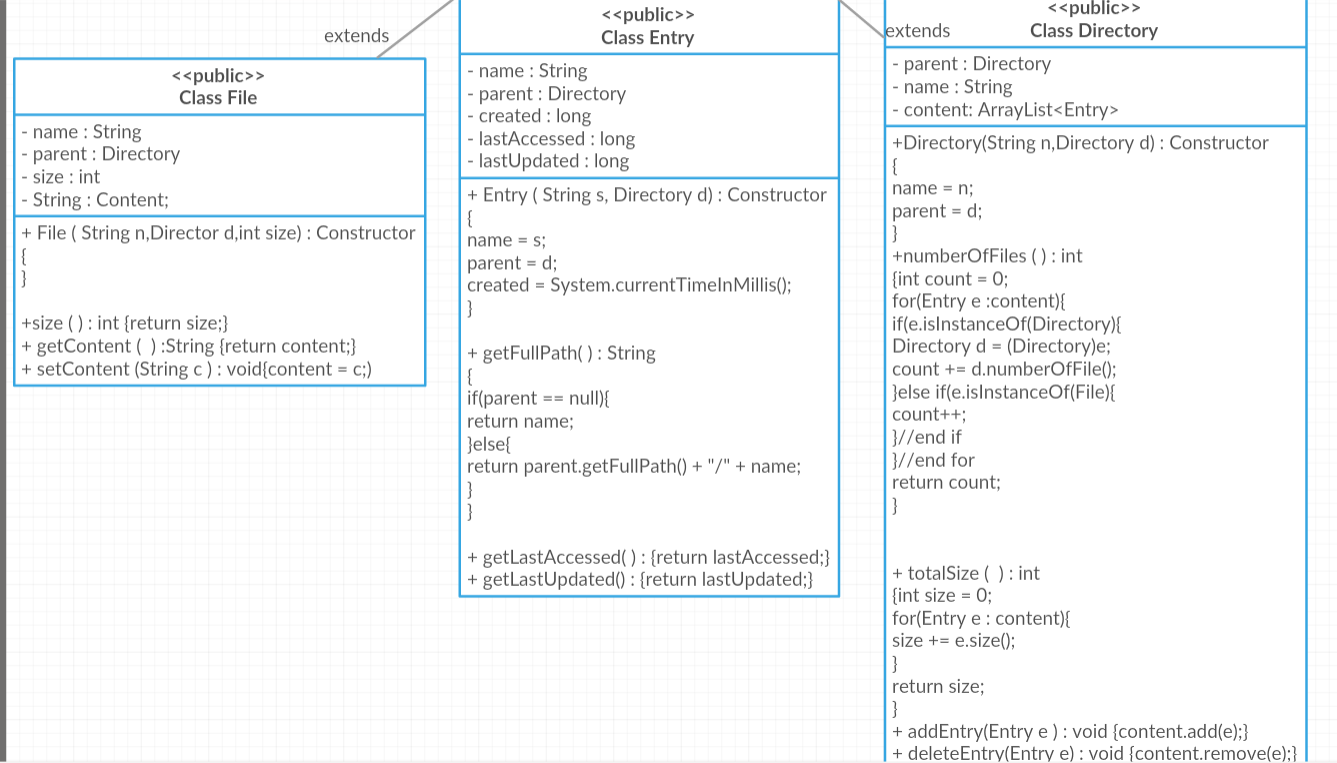 extends
<<public>>
Class File
- name : String
- parent : Directory
- size : int
- String : Content;
+ File ( String n,Director d,int size) : Constructor
{
}
+size ( ) : int {return size;}
+ getContent (  ) :String {return content;}
+ setContent (String c ) : void{content = c;)
<<public>>
Class Entry
- name : String
- parent : Directory
- created : long
- lastAccessed : long
- lastUpdated : long
+ Entry ( String s, Directory d) : Constructor
{
name = s;
parent = d;
created = System.currentTimeInMillis();
}
+ getFullPath( ) : String
{
if(parent == null){
return name;
}else{
return parent.getFullPath() + "/" + name;
}
}
+ getLastAccessed( ) : {return lastAccessed;}
+ getLastUpdated() : {return lastUpdated;}
extends
<<public>>
Class Directory
- parent : Directory
- name : String
- content: ArrayList<Entry>
+Directory(String n,Directory d) : Constructor
{
name = n;
parent = d;
}
+numberOfFiles ( ) : int
{int count = 0;
for(Entry e :content){
if(e.isInstanceOf(Directory){
Directory d = (Directory)e;
count += d.numberOfFile();
}else if(e.isInstanceOf(File){
count++;
}//end if
}//end for
return count;
}
+ totalSize (  ) : int
{int size = 0;
for(Entry e : content){
size += e.size();
}
return size;
}
+ addEntry(Entry e ) : void {content.add(e);}
+ deleteEntry(Entry e) : void {content.remove(e);}